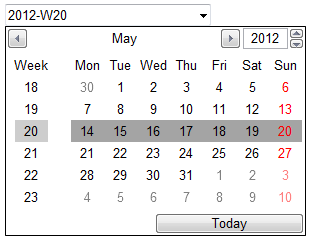 2012-W20
May 2012
Week Mon Tue Wed Thu Fri Sat Sun
18 30 1 2 3 4 5 6
19 7 8 9 10 11 12 13
20 14 15 16 17 18 19 20
21 21 22 23 24 25 26 27
22 28 29 30 31 1 2 3
23 4 5 6 7 8 9 10
Today